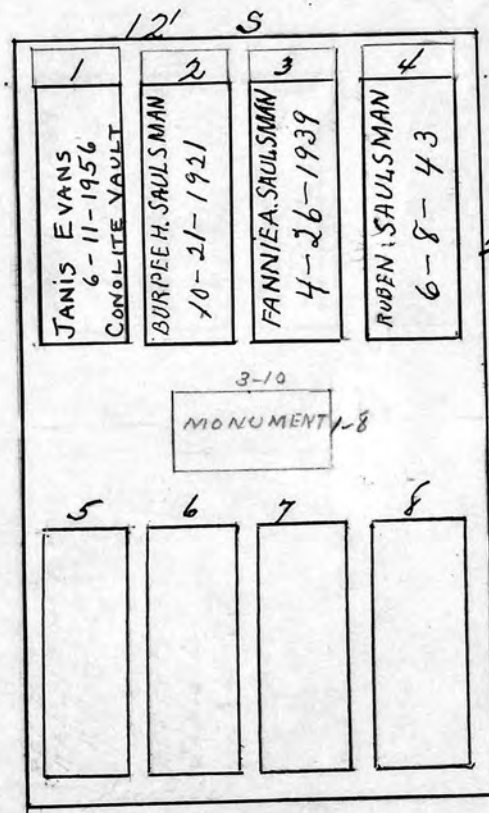 12' S
1
2
3
4
JANIS EVANS
6-11-1956
CONOLITE VAULT
BURPEE H. SAULSMAN
10-21-1921
FANNIE A. SAULSMAN
4-26-1939
RUBEN SAULSMAN
6-8-43
3-10
MONUMENT 1-8
5
6
7
8